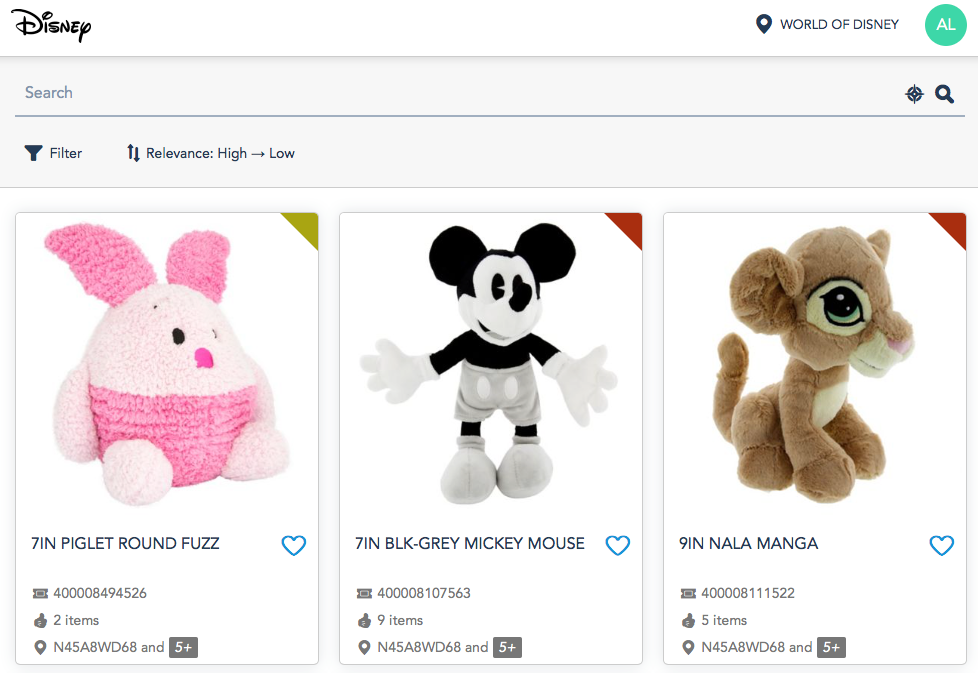 Disney
WORLD OF DISNEY
AL
Search
Filter
Relevance: High → Low
7IN PIGLET ROUND FUZZ
400008494526
2 items
N45A8WD68 and 5+
7IN BLK-GREY MICKEY MOUSE
400008107563
9 items
N45A8WD68 and 5+
9IN NALA MANGA
400008111522
5 items
N45A8WD68 and 5+